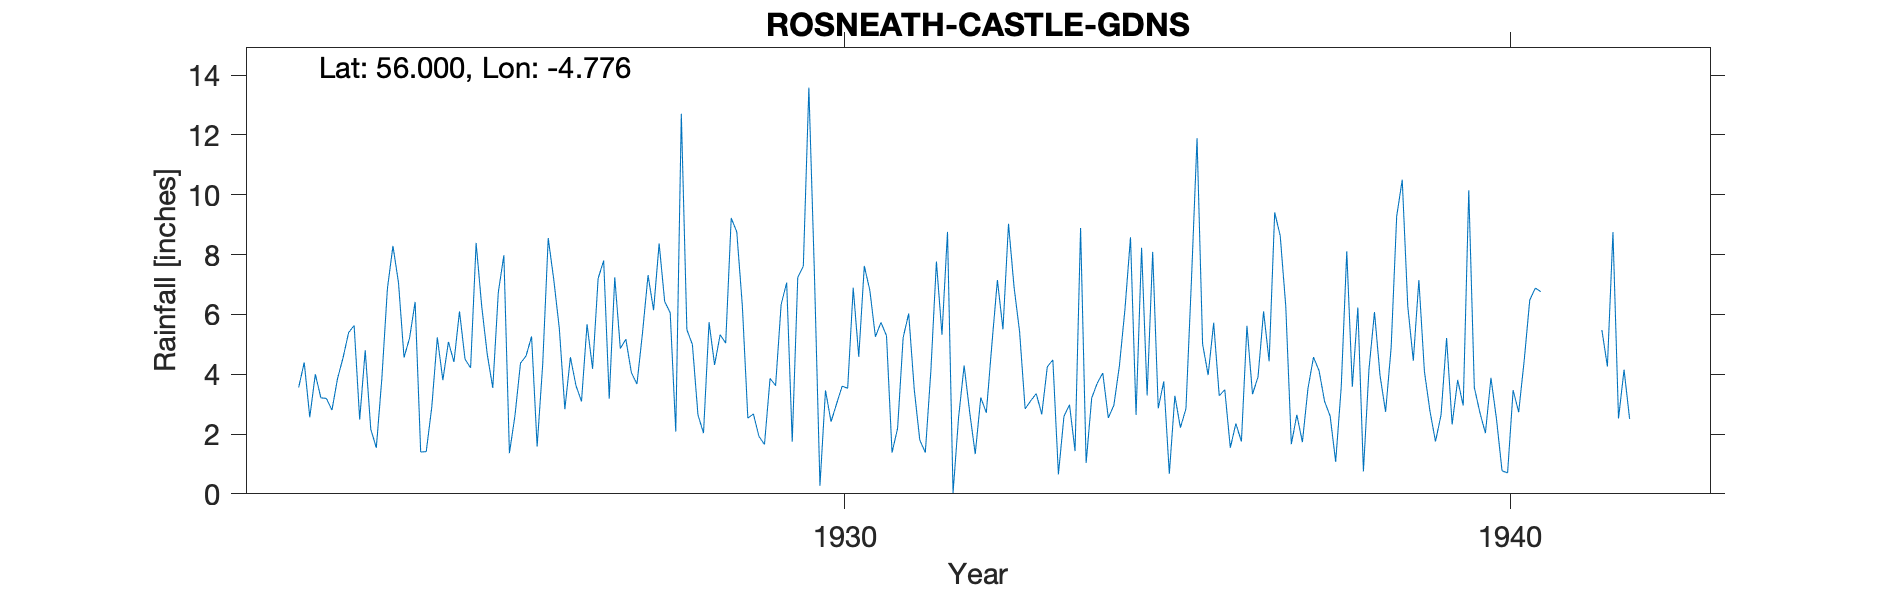 ROSNEATH-CASTLE-GDNS
Lat: 56.000, Lon: -4.776
14
12
10
8
6
4
2
0
Rainfall [inches]
1930
1940
Year